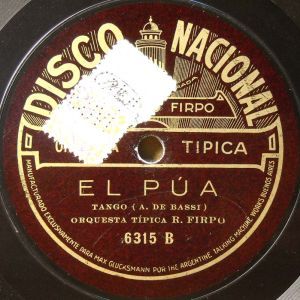 DISCO NACIONAL
FIRPO
TIPICA
EL PÚA
TANGO (A. DE BASSI)
ORQUESTA TÍPICA R. FIRPO
6315 B
MANUFACTURADO EXCLUSIVAMENTE PARA MAX GLUCKSMANN POR THE ARGENTINE TALKING MACHINE WORKS BUENOS AIRES